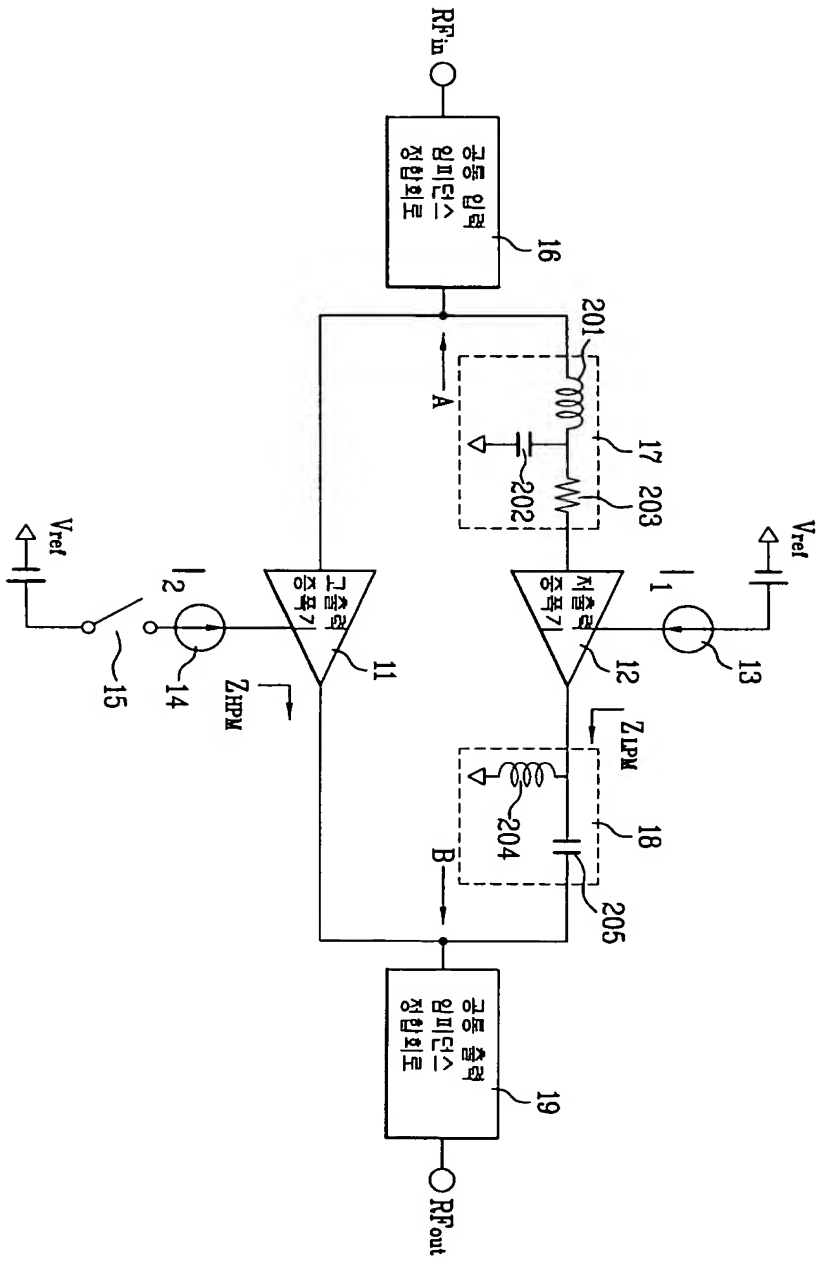 Vref
I1
13
저출력
증폭기
12
ZLPM
201
17
203
202
18
204
205
RFin
공통 입력
임피던스
정합회로
16
A
B
공통 출력
임피던스
정합회로
19
RFout
고출력
증폭기
11
ZHPM
I2
14
15
Vref